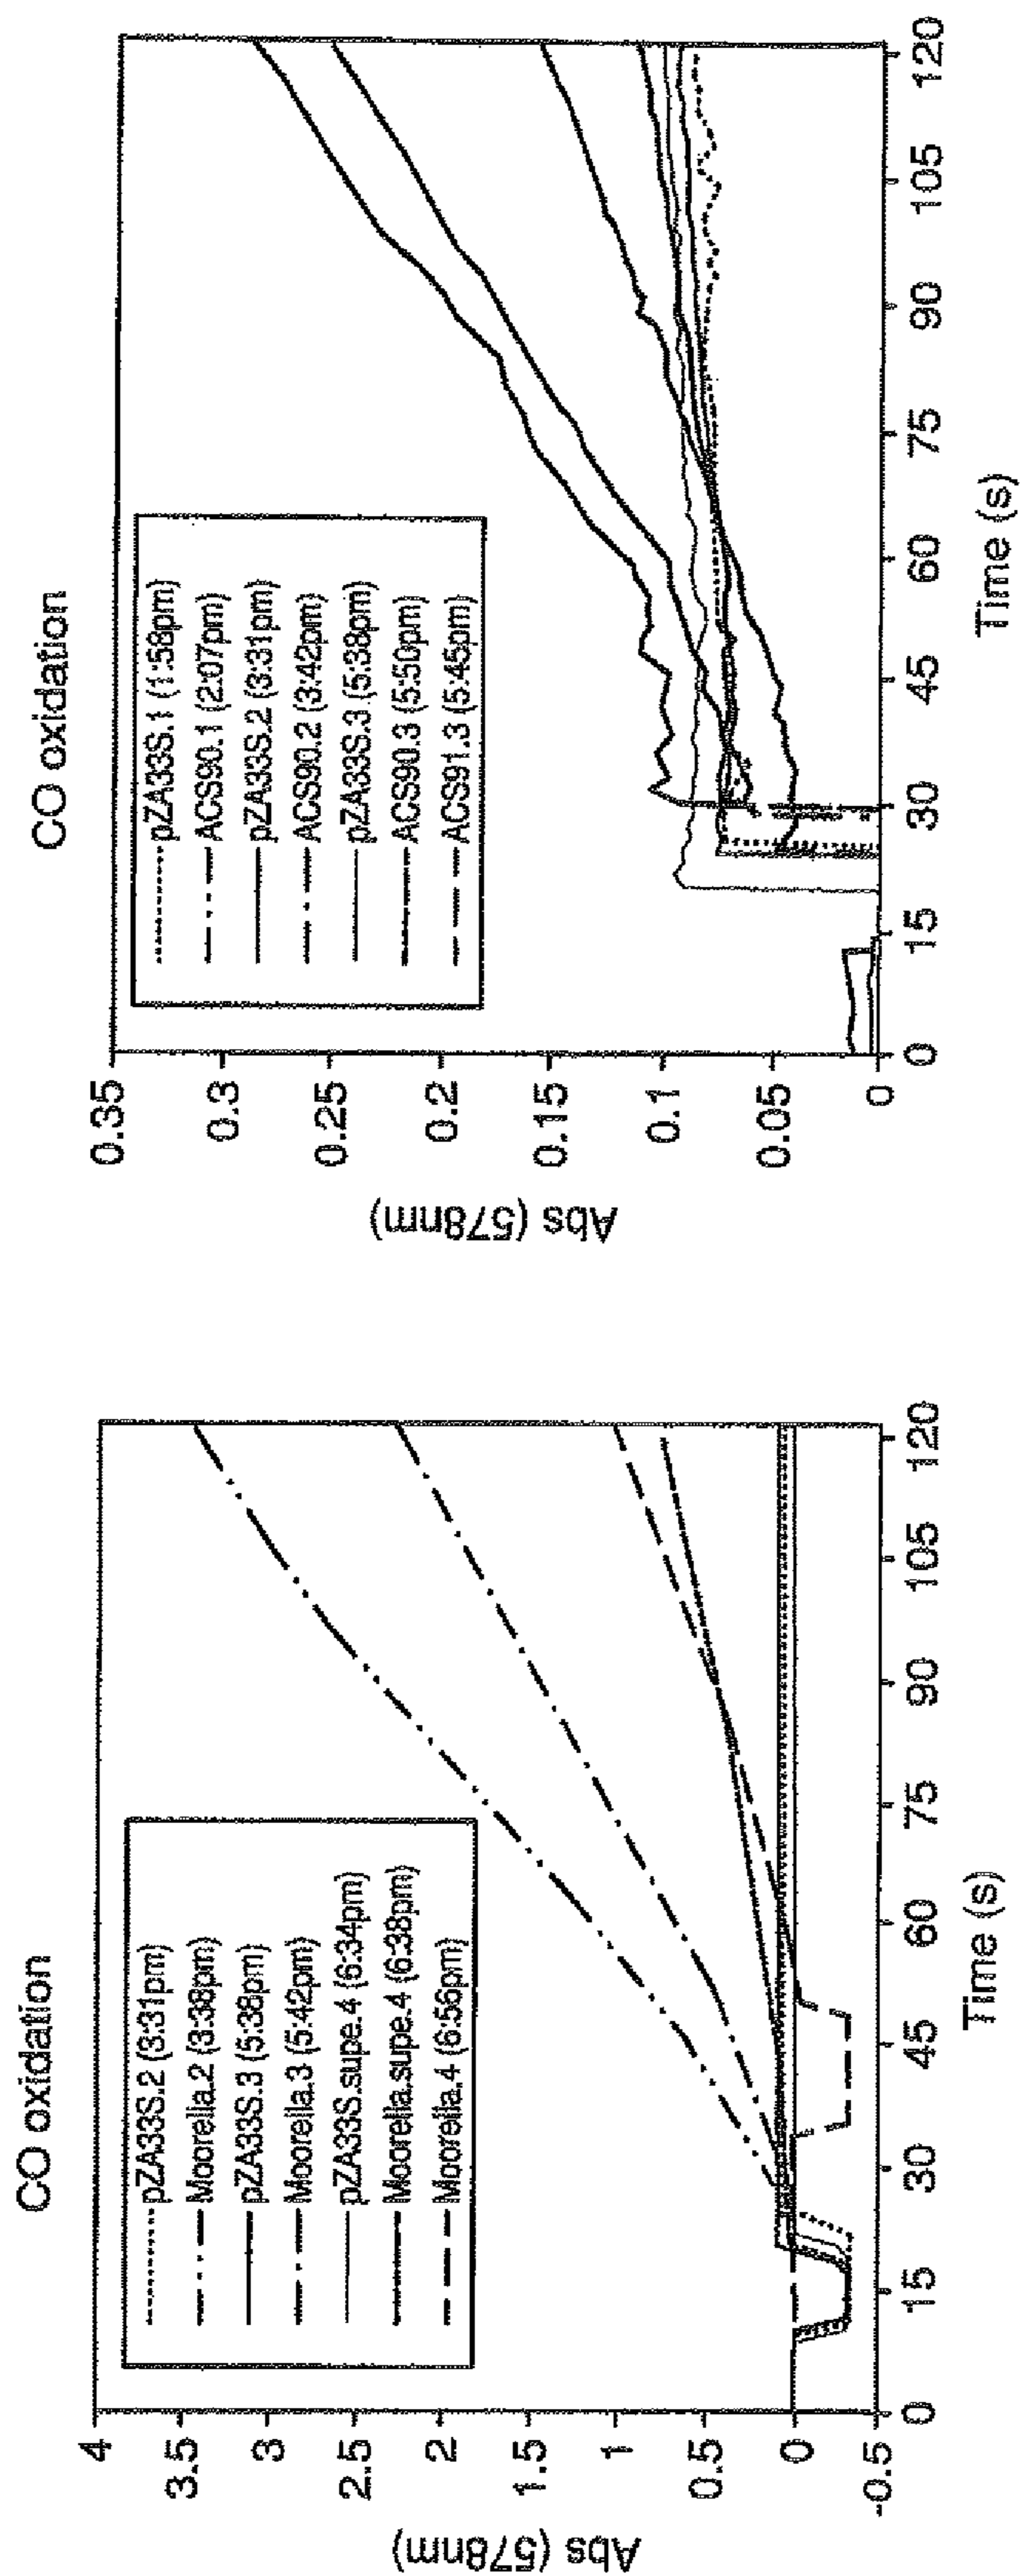 CO oxidation
Abs (578nm)
4
3.5
3
2.5
2
1.5
1
0.5
0
-0.5
pZA33S.2 (3:31pm)
Moorella.2 (3:38pm)
pZA33S.3 (5:38pm)
Moorella.3 (5:42pm)
pZA33S.supe.4 (6:34pm)
Moorella.supe.4 (6:38pm)
Moorella.4 (6:56pm)
0 15 30 45 60 75 90 105 120
Time (s)
CO oxidation
Abs (578nm)
0.35
0.3
0.25
0.2
0.15
0.1
0.05
0
pZA33S.1 (1:58pm)
ACS90.1 (2:07pm)
pZA33S.2 (3:31pm)
ACS90.2 (3:42pm)
pZA33S.3 (5:38pm)
ACS90.3 (5:50pm)
ACS91.3 (5:45pm)
0 15 30 45 60 75 90 105 120
Time (s)